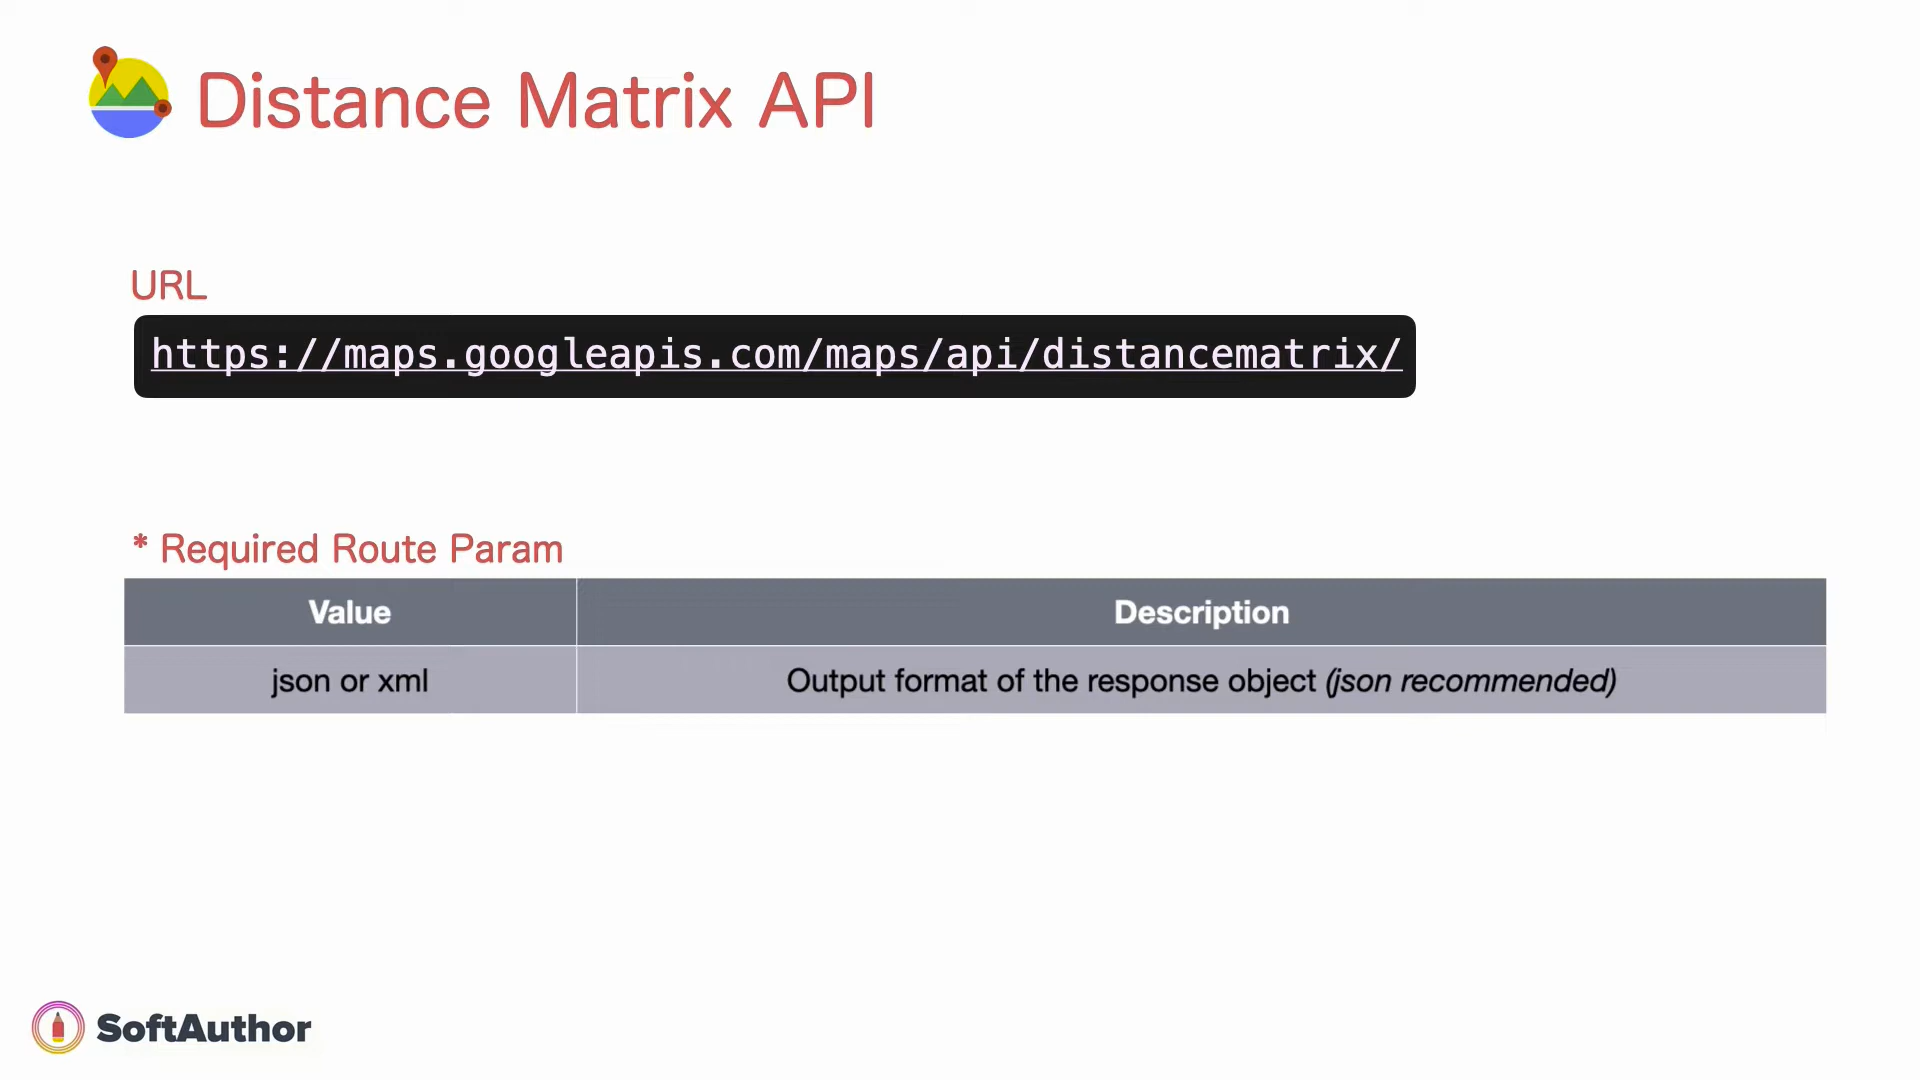 Distance Matrix API
URL
https://maps.googleapis.com/maps/api/distancematrix/
* Required Route Param
Value Description
json or xml Output format of the response object (json recommended)
SoftAuthor